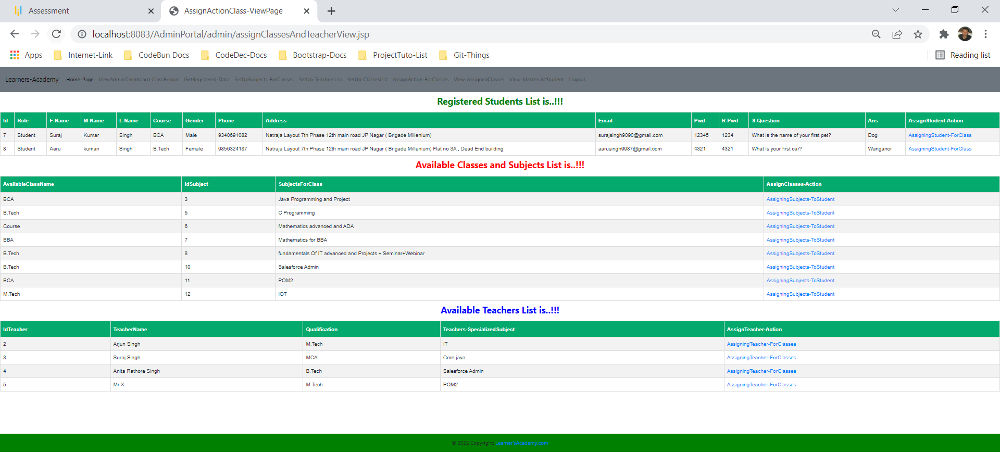 Assessment AssignActionClass-ViewPage
localhost:8083/AdminPortal/admin/assignClassesAndTeacherView.jsp
Apps Internet-Link CodeBun Docs CodeDec-Docs Bootstrap-Docs ProjectTuto-List Git-Things Reading list
Learners-Academy Home-Page ViewAdminDashboard-ClassReport GetRegistered-Data SetUpSubjects-ForClasses SetUp-TeachersList SetUp-ClassesList AssignAction-ForClasses View-AssignedClasses View-MasterListStudent Logout
Registered Students List is..!!!
Id Role F-Name M-Name L-Name Course Gender Phone Address Email Pwd R-Pwd S-Question Ans AssignStudent-Action
7 Student Suraj Kumar Singh BCA Male 9340691082 Natraja Layout 7th Phase 12th main road JP Nagar ( Brigade Millenium) surajsingh9090@gmail.com 12345 1234 What is the name of your first pet? Dog AssigningStudent-ForClass
8 Student Aaru kumari Singh B.Tech Female 9856324187 Natraja Layout 7th Phase 12th main road JP Nagar ( Brigade Millenium) Flat no 3A , Dead End building aarusingh9987@gmail.com 4321 4321 What is your first car? Wanganor AssigningStudent-ForClass
Available Classes and Subjects List is..!!!
AvailableClassName idSubject SubjectsForClass AssignClasses-Action
BCA 3 Java Programming and Project AssigningSubjects-ToStudent
B.Tech 5 C Programming AssigningSubjects-ToStudent
Course 6 Mathematics advanced and ADA AssigningSubjects-ToStudent
BBA 7 Mathematics for BBA AssigningSubjects-ToStudent
B.Tech 8 fundamentals Of IT advanced and Projects + Seminar+Webinar AssigningSubjects-ToStudent
B.Tech 10 Salesforce Admin AssigningSubjects-ToStudent
BCA 11 POM2 AssigningSubjects-ToStudent
M.Tech 12 IOT AssigningSubjects-ToStudent
Available Teachers List is..!!!
IdTeacher TeacherName Qualification Teachers-SpecializedSubject AssignTeacher-Action
2 Arjun Singh M.Tech IT AssigningTeacher-ForClasses
3 Suraj Singh MCA Core java AssigningTeacher-ForClasses
4 Anita Rathore Singh B.Tech Salesforce Admin AssigningTeacher-ForClasses
5 Mr X M.Tech POM2 AssigningTeacher-ForClasses
© 2022 Copyright: Learner'sAcademy.com